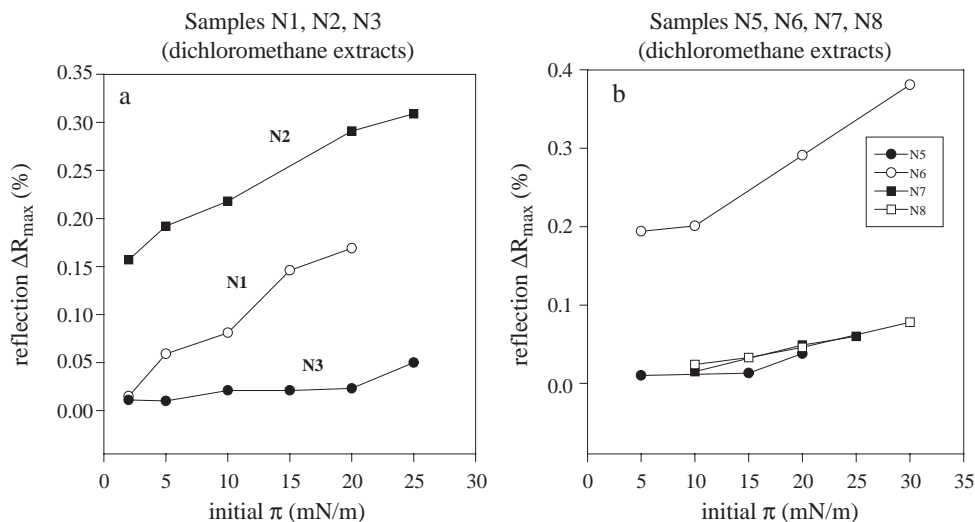 Samples N1, N2, N3
(dichloromethane extracts)
0.35
0.30
0.25
0.20
0.15
0.10
0.05
0.00
reflection ΔRmax (%)
a
N2
N1
N3
0 5 10 15 20 25 30
initial π (mN/m)
Samples N5, N6, N7, N8
(dichloromethane extracts)
0.4
0.3
0.2
0.1
0.0
reflection ΔRmax (%)
b
N5
N6
N7
N8
0 5 10 15 20 25 30 35
initial π (mN/m)